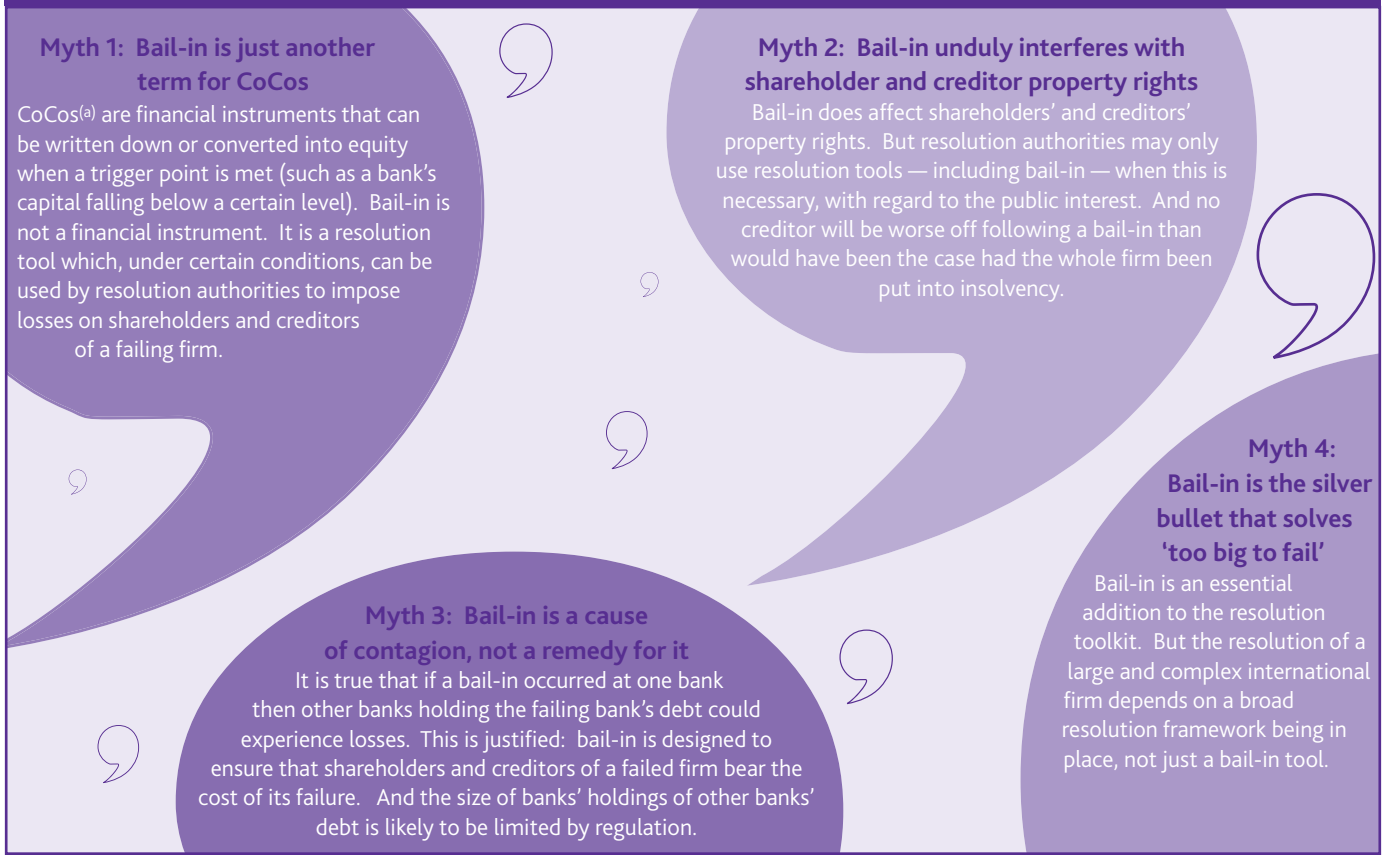 Myth 1:  Bail-in is just another
term for CoCos
CoCos(a) are financial instruments that can
be written down or converted into equity
when a trigger point is met (such as a bank's
capital falling below a certain level).  Bail-in is
not a financial instrument.  It is a resolution
tool which, under certain conditions, can be
used by resolution authorities to impose
losses on shareholders and creditors
of a failing firm.
Myth 2:  Bail-in unduly interferes with
shareholder and creditor property rights
Bail-in does affect shareholders' and creditors'
property rights.  But resolution authorities may only
use resolution tools — including bail-in — when this is
necessary, with regard to the public interest.  And no
creditor will be worse off following a bail-in than
would have been the case had the whole firm been
put into insolvency.
Myth 3:  Bail-in is a cause
of contagion, not a remedy for it
It is true that if a bail-in occurred at one bank
then other banks holding the failing bank's debt could
experience losses.  This is justified:  bail-in is designed to
ensure that shareholders and creditors of a failed firm bear the
cost of its failure.   And the size of banks' holdings of other banks'
debt is likely to be limited by regulation.
Myth 4:
Bail-in is the silver
bullet that solves
‘too big to fail’
Bail-in is an essential
addition to the resolution
toolkit.  But the resolution of a
large and complex international
firm depends on a broad
resolution framework being in
place, not just a bail-in tool.